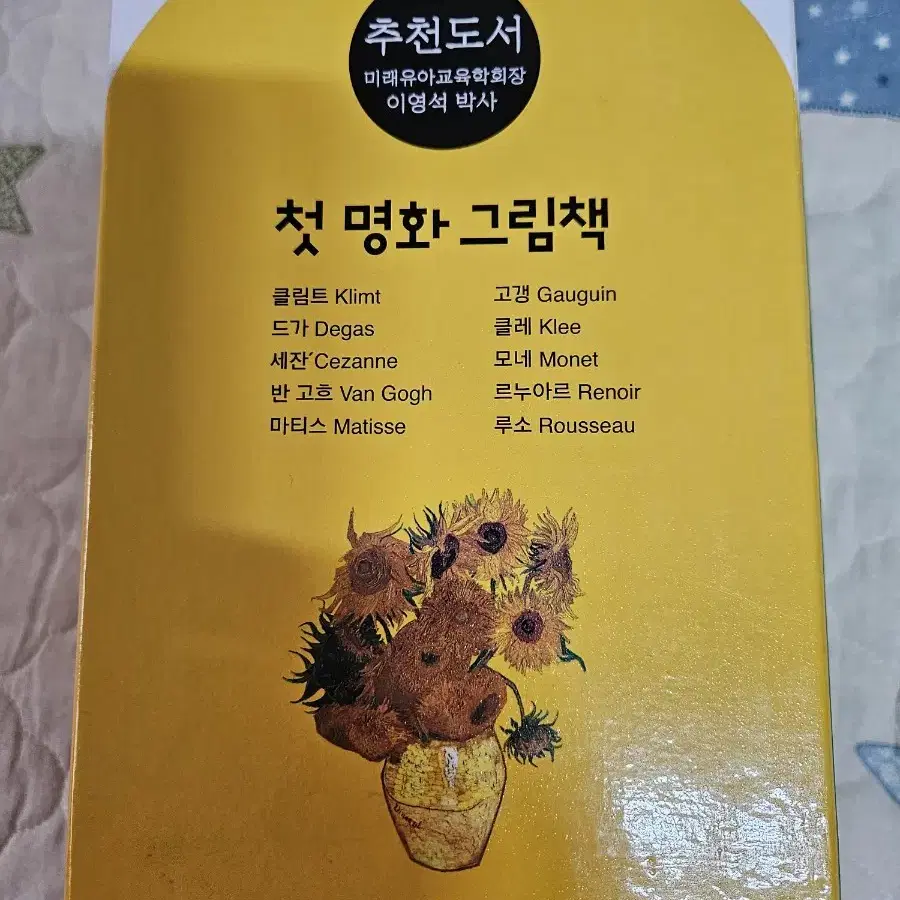 추천도서
미래유아교육학회장
이영석 박사
첫 명화 그림책
클림트 Klimt
드가 Degas
세잔´Cezanne
반 고흐 Van Gogh
마티스 Matisse
고갱 Gauguin
클레 Klee
모네 Monet
르누아르 Renoir
루소 Rousseau